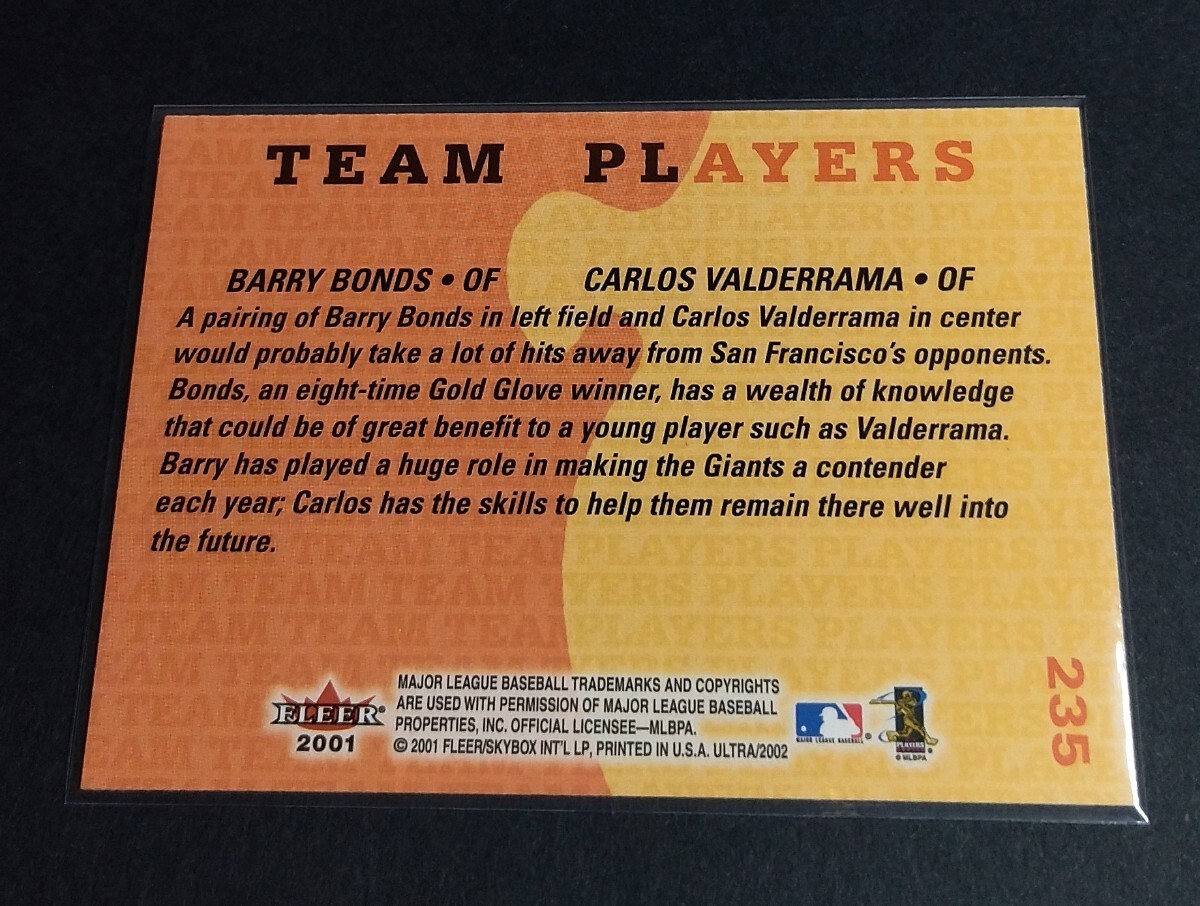 TEAM PLAYERS
BARRY BONDS • OF CARLOS VALDERRAMA • OF
A pairing of Barry Bonds in left field and Carlos Valderrama in center
would probably take a lot of hits away from San Francisco's opponents.
Bonds, an eight-time Gold Glove winner, has a wealth of knowledge
that could be of great benefit to a young player such as Valderrama.
Barry has played a huge role in making the Giants a contender
each year; Carlos has the skills to help them remain there well into
the future.
FLEER®
2001
MAJOR LEAGUE BASEBALL TRADEMARKS AND COPYRIGHTS
ARE USED WITH PERMISSION OF MAJOR LEAGUE BASEBALL
PROPERTIES, INC. OFFICIAL LICENSEE—MLBPA.
© 2001 FLEER/SKYBOX INT'L LP, PRINTED IN U.S.A. ULTRA/2002
MAJOR LEAGUE BASEBALL®
PLAYERS
© MLBPA
235